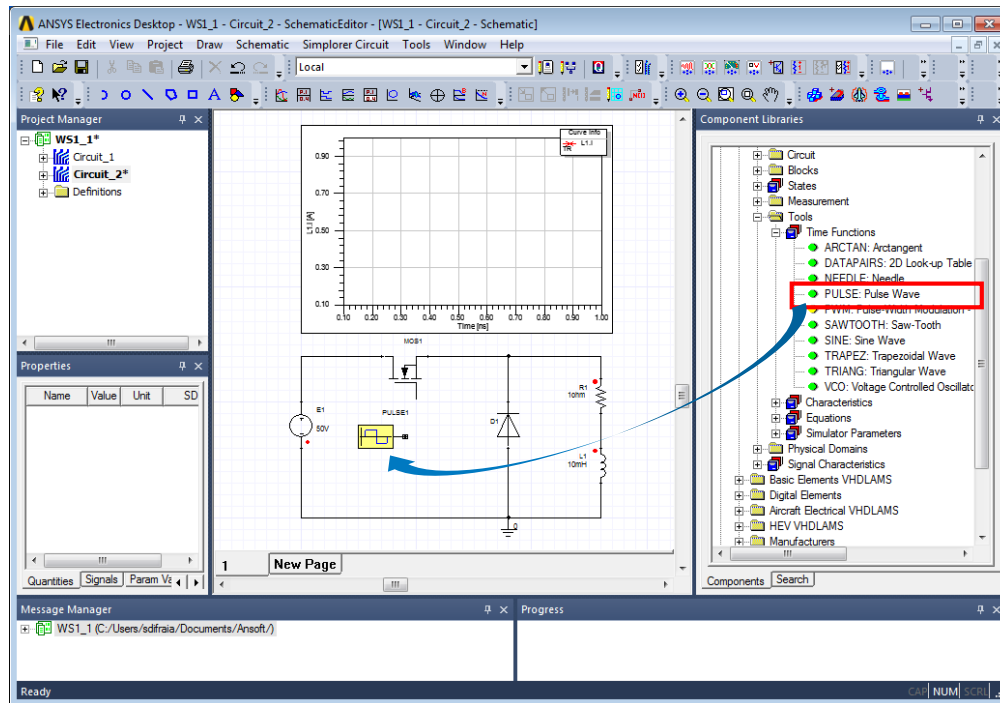 ANSYS Electronics Desktop - WS1_1 - Circuit_2 - SchematicEditor - [WS1_1 - Circuit_2 - Schematic]
File Edit View Project Draw Schematic Simplorer Circuit Tools Window Help
Local
Project Manager
WS1_1*
Circuit_1
Circuit_2*
Definitions
Properties
Name Value Unit SD
Quantities Signals Param Va
Curve Info
L1.I
TR
L1.I [A]
0.90
0.70
0.50
0.30
0.10
0.10 0.20 0.30 0.40 0.50 0.60 0.70 0.80 0.90 1.00
Time [ns]
MOS1
E1
50V
PULSE1
D1
R1
1ohm
L1
10mH
0
1 New Page
Component Libraries
Circuit
Blocks
States
Measurement
Tools
Time Functions
ARCTAN: Arctangent
DATAPAIRS: 2D Look-up Table
NEEDLE: Needle
PULSE: Pulse Wave
PWM: Pulse-Width Modulation -
SAWTOOTH: Saw-Tooth
SINE: Sine Wave
TRAPEZ: Trapezoidal Wave
TRIANG: Triangular Wave
VCO: Voltage Controlled Oscillatc
Characteristics
Equations
Simulator Parameters
Physical Domains
Signal Characteristics
Basic Elements VHDLAMS
Digital Elements
Aircraft Electrical VHDLAMS
HEV VHDLAMS
Manufacturers
Components Search
Message Manager
WS1_1 (C:/Users/sdifraia/Documents/Ansoft/)
Progress
Ready
CAP NUM SCRL